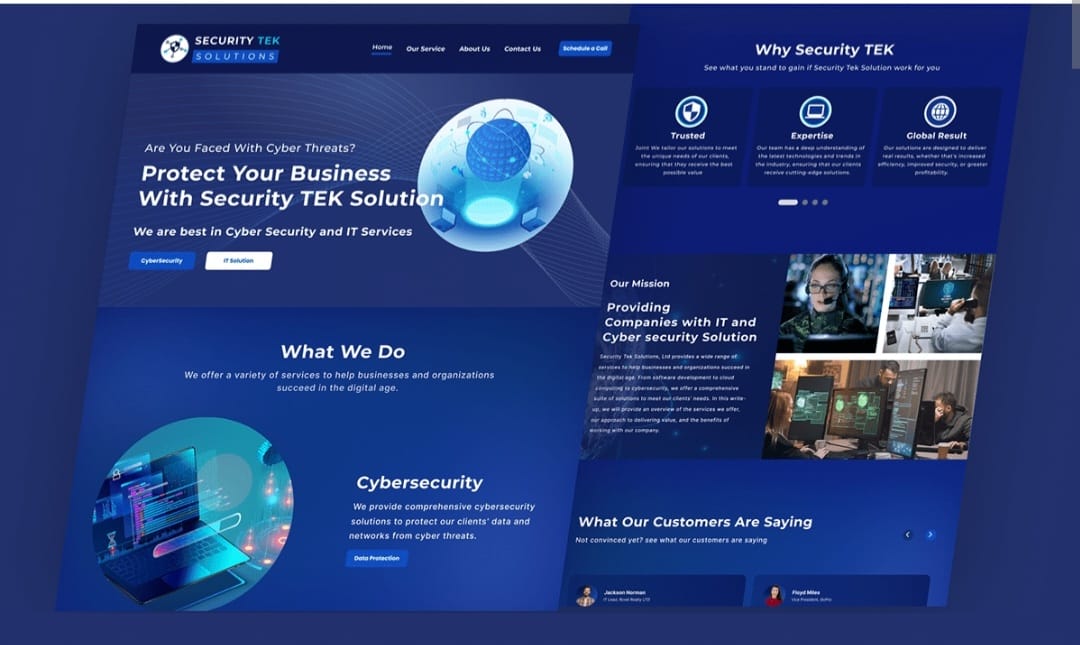 SECURITY TEK
SOLUTIONS
Home
Our Service
About Us
Contact Us
Schedule a Call
Are You Faced With Cyber Threats?
Protect Your Business
With Security TEK Solution
We are best in Cyber Security and IT Services
CyberSecurity
IT Solution
What We Do
We offer a variety of services to help businesses and organizations
succeed in the digital age.
Cybersecurity
We provide comprehensive cybersecurity
solutions to protect our clients' data and
networks from cyber threats.
Data Protection
Why Security TEK
See what you stand to gain if Security Tek Solution work for you
Trusted
Joint We tailor our solutions to meet
the unique needs of our clients,
ensuring that they receive the best
possible value
Expertise
Our team has a deep understanding of
the latest technologies and trends in
the industry, ensuring that our clients
receive cutting-edge solutions.
Global Result
Our solutions are designed to deliver
real results, whether that's increased
efficiency, improved security, or greater
profitability.
Our Mission
Providing
Companies with IT and
Cyber security Solution
Security Tek Solutions, Ltd provides a wide range of
services to help businesses and organizations succeed in
the digital age. From software development to cloud
computing to cybersecurity, we offer a comprehensive
suite of solutions to meet our clients' needs. In this write-
up, we will provide an overview of the services we offer,
our approach to delivering value, and the benefits of
working with our company.
What Our Customers Are Saying
Not convinced yet? see what our customers are saying
Jackson Norman
IT Lead, Royal Realty LTD
Floyd Miles
Vice President, GoPro